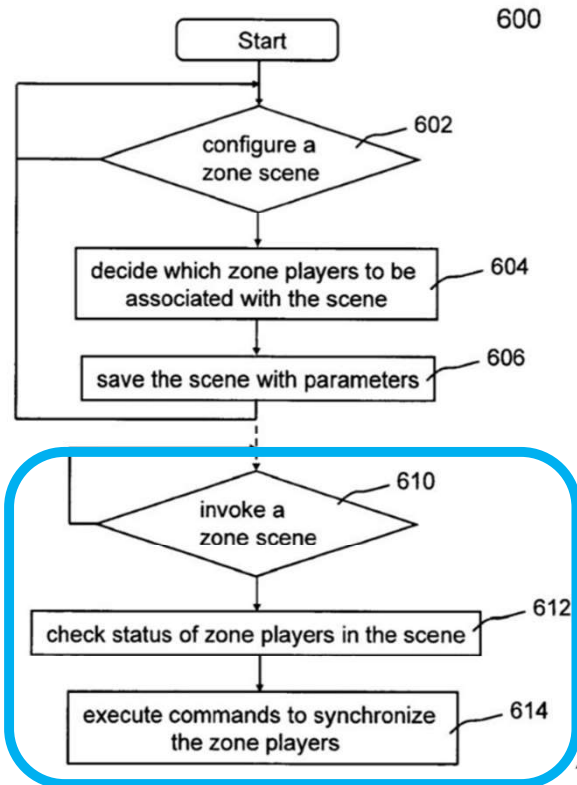 600
Start
configure a
zone scene
602
decide which zone players to be
associated with the scene
604
save the scene with parameters
606
invoke a
zone scene
610
check status of zone players in the scene
612
execute commands to synchronize
the zone players
614